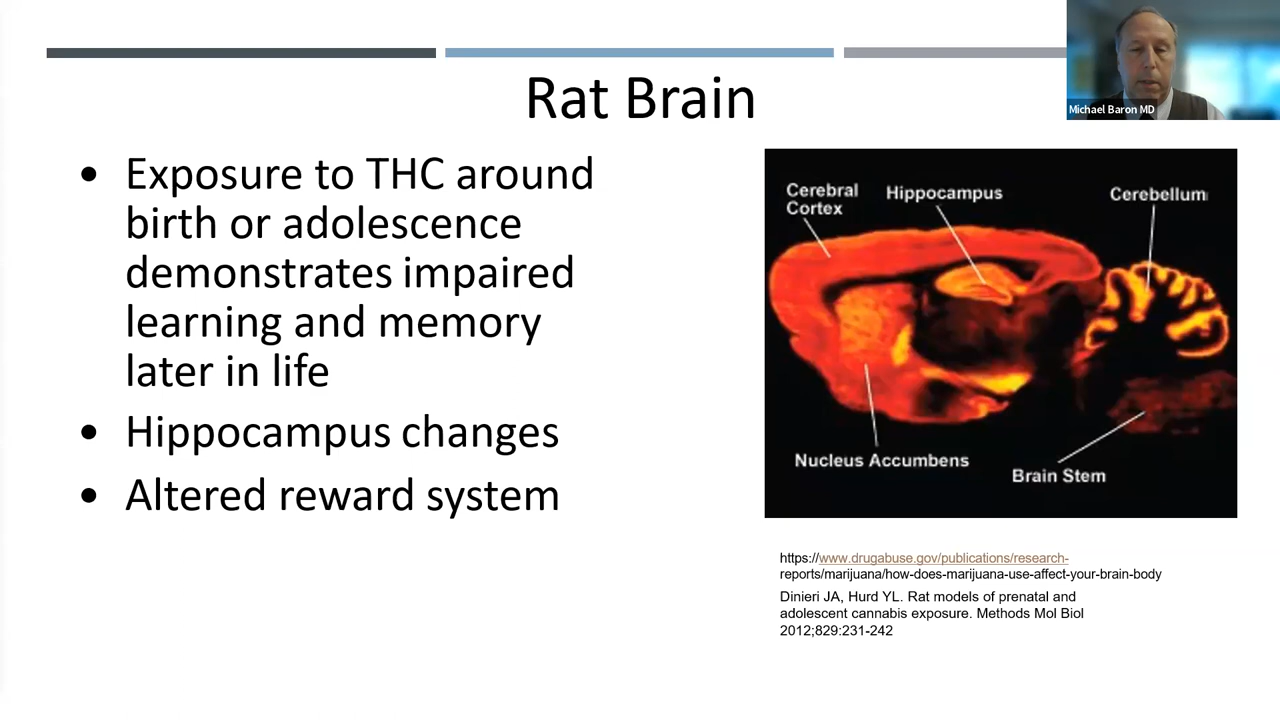 Michael Baron MD
Rat Brain
• Exposure to THC around
birth or adolescence
demonstrates impaired
learning and memory
later in life
• Hippocampus changes
• Altered reward system
Cerebral
Cortex
Hippocampus
Cerebellum
Nucleus Accumbens
Brain Stem
https://www.drugabuse.gov/publications/research-
reports/marijuana/how-does-marijuana-use-affect-your-brain-body
Dinieri JA, Hurd YL. Rat models of prenatal and
adolescent cannabis exposure. Methods Mol Biol
2012;829:231-242